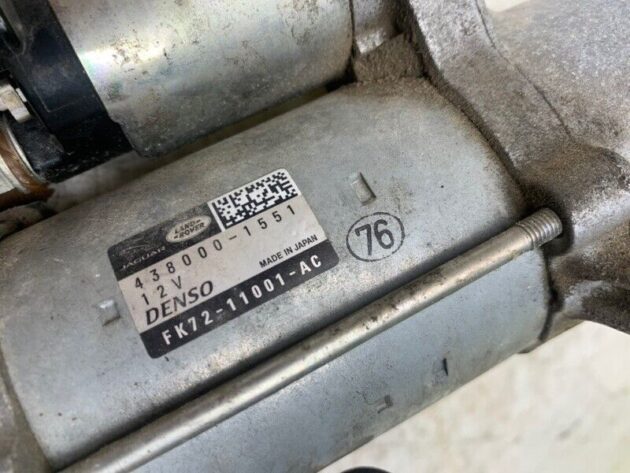 JAGUAR
LAND ROVER
438000-1551
12V
MADE IN JAPAN
DENSO
FK72-11001-AC
76